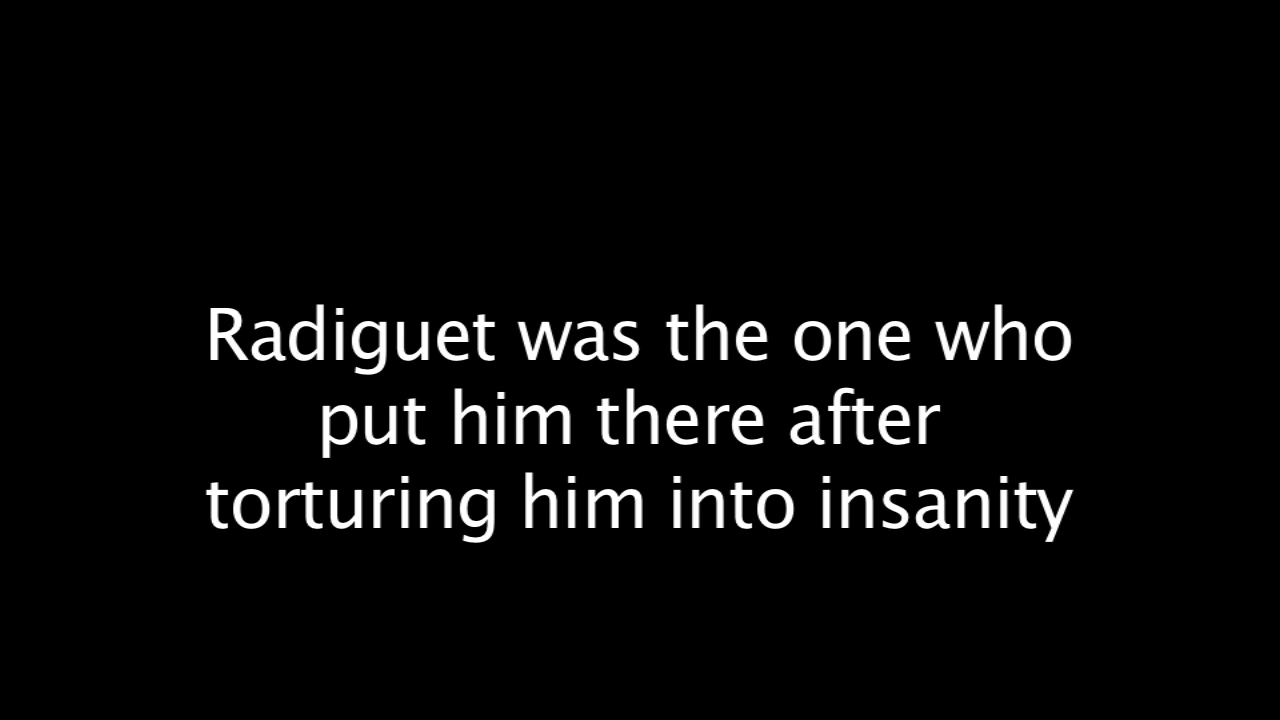 Radiguet was the one who
put him there after
torturing him into insanity